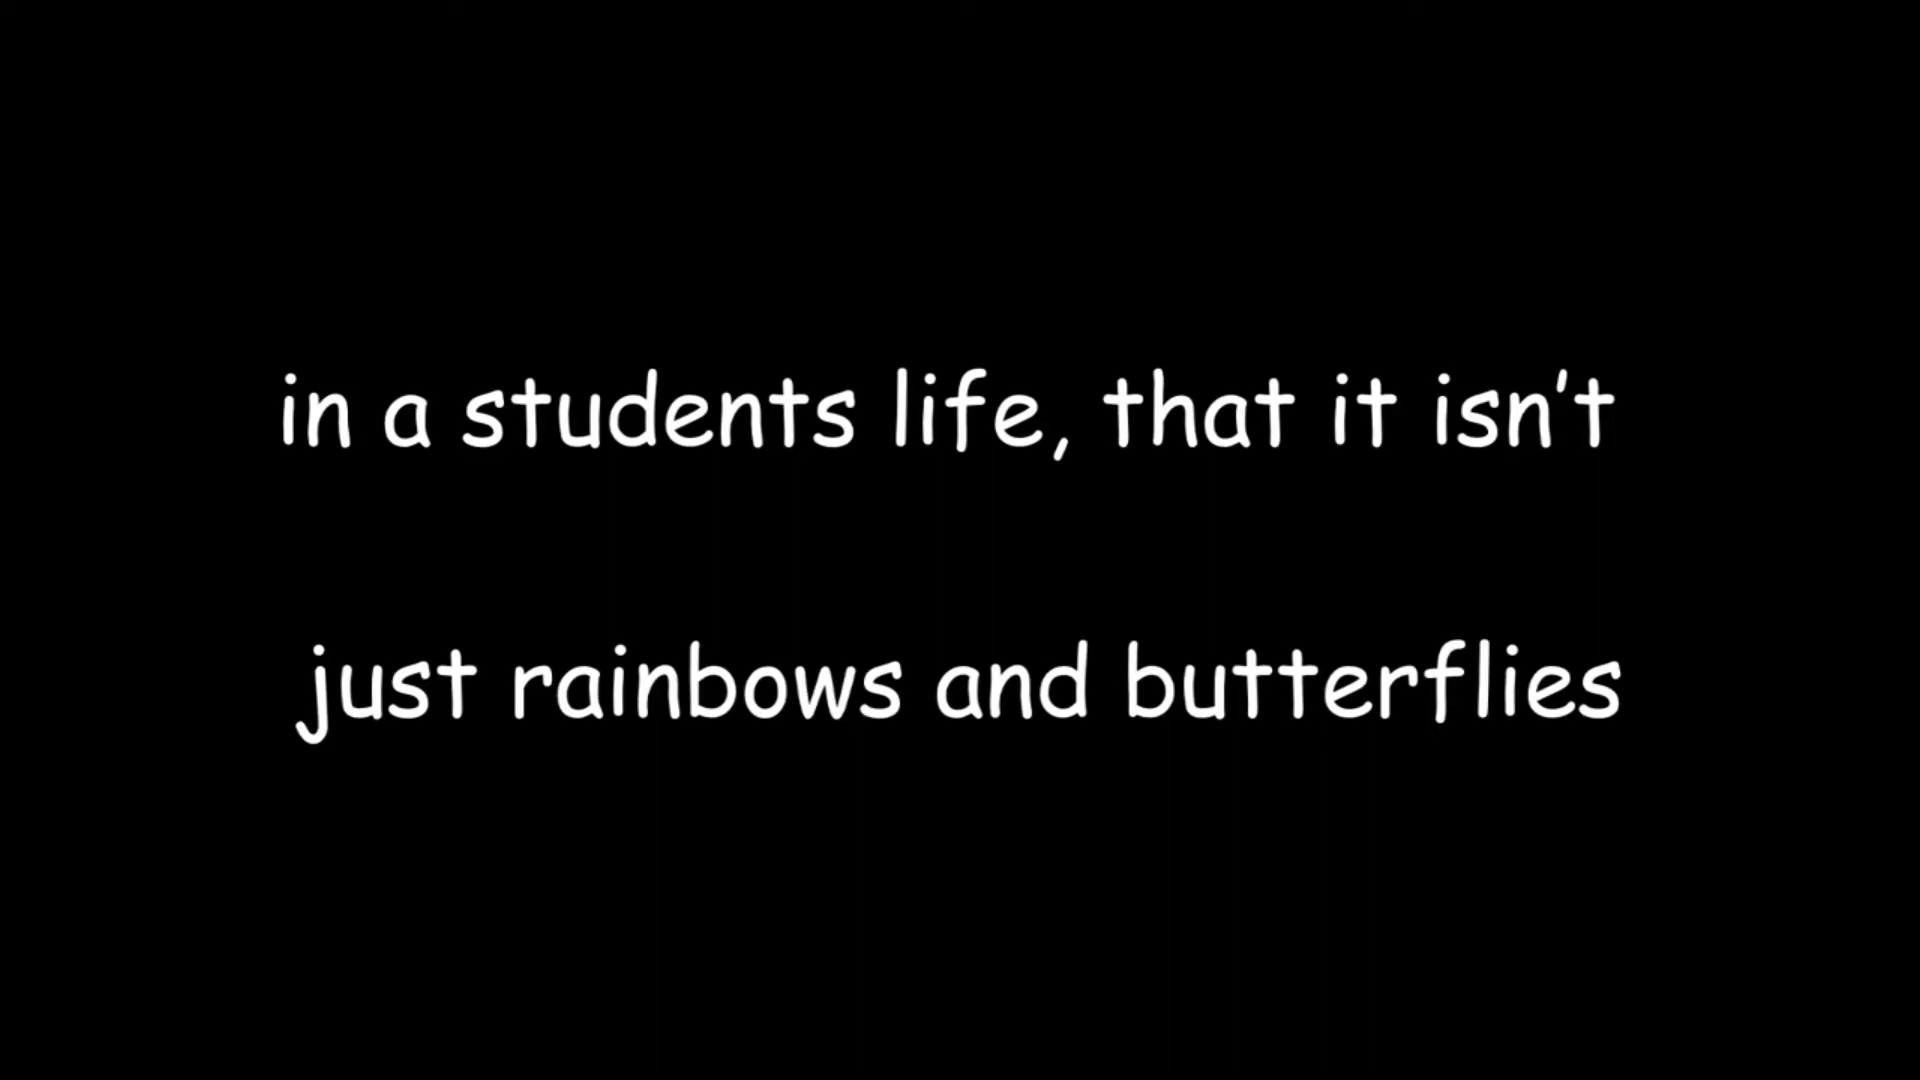 in a students life, that it isn't
just rainbows and butterflies